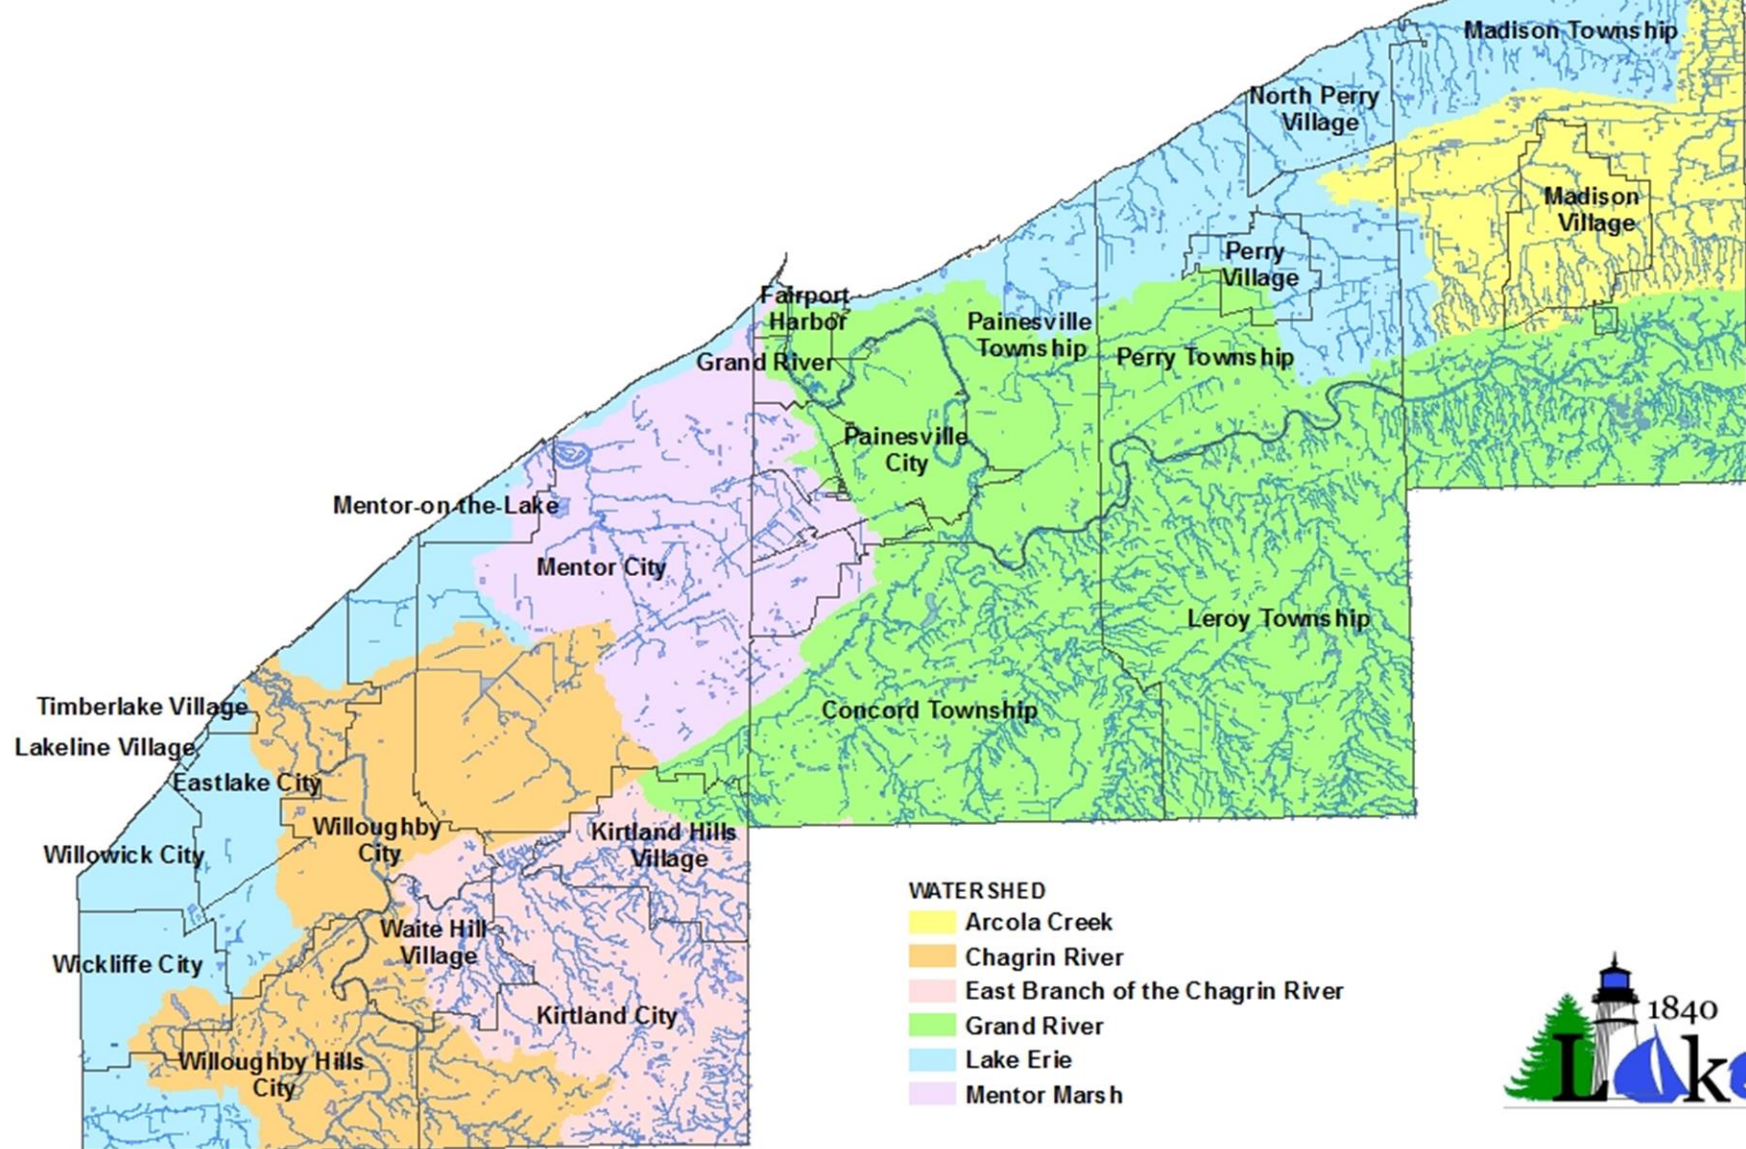 Madison Township
North Perry
Village
Madison
Village
Perry
Village
Fairport
Harbor
Painesville
Township
Grand River
Perry Township
Painesville
City
Mentor-on-the-Lake
Mentor City
Leroy Township
Timberlake Village
Concord Township
Lakeline Village
Eastlake City
Willoughby
City
Kirtland Hills
Village
Willowick City
Waite Hill
Village
Wickliffe City
Kirtland City
Willoughby Hills
City
WATERSHED
Arcola Creek
Chagrin River
East Branch of the Chagrin River
Grand River
Lake Erie
Mentor Marsh
1840